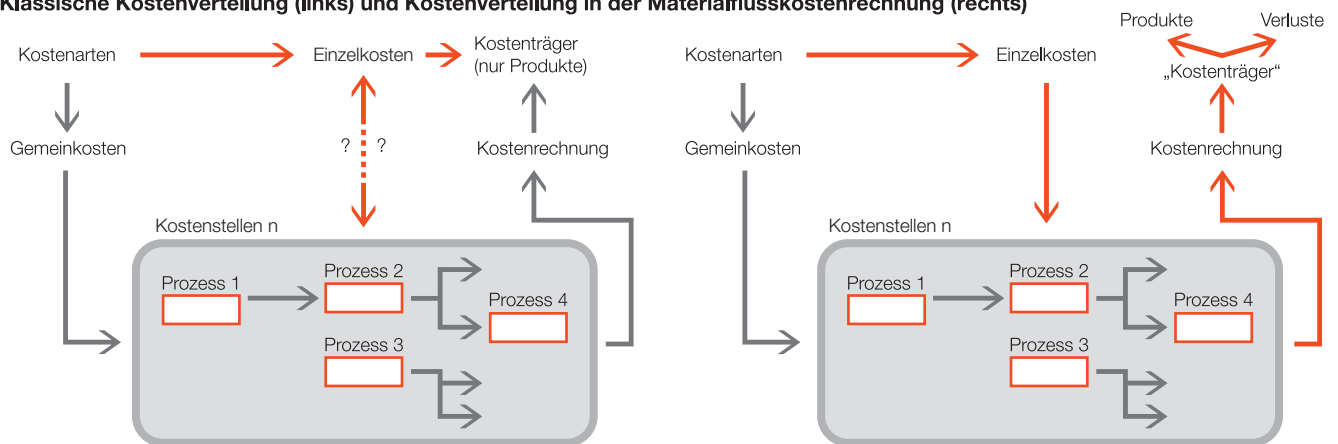 Klassische Kostenverteilung (links) und Kostenverteilung in der Materialflusskostenrechnung (rechts)
Kostenarten
Einzelkosten
Kostenträger
(nur Produkte)
Gemeinkosten
? ?
Kostenrechnung
Kostenstellen n
Prozess 1
Prozess 2
Prozess 3
Prozess 4
Produkte
Verluste
Kostenarten
Einzelkosten
„Kostenträger“
Gemeinkosten
Kostenrechnung
Kostenstellen n
Prozess 1
Prozess 2
Prozess 3
Prozess 4